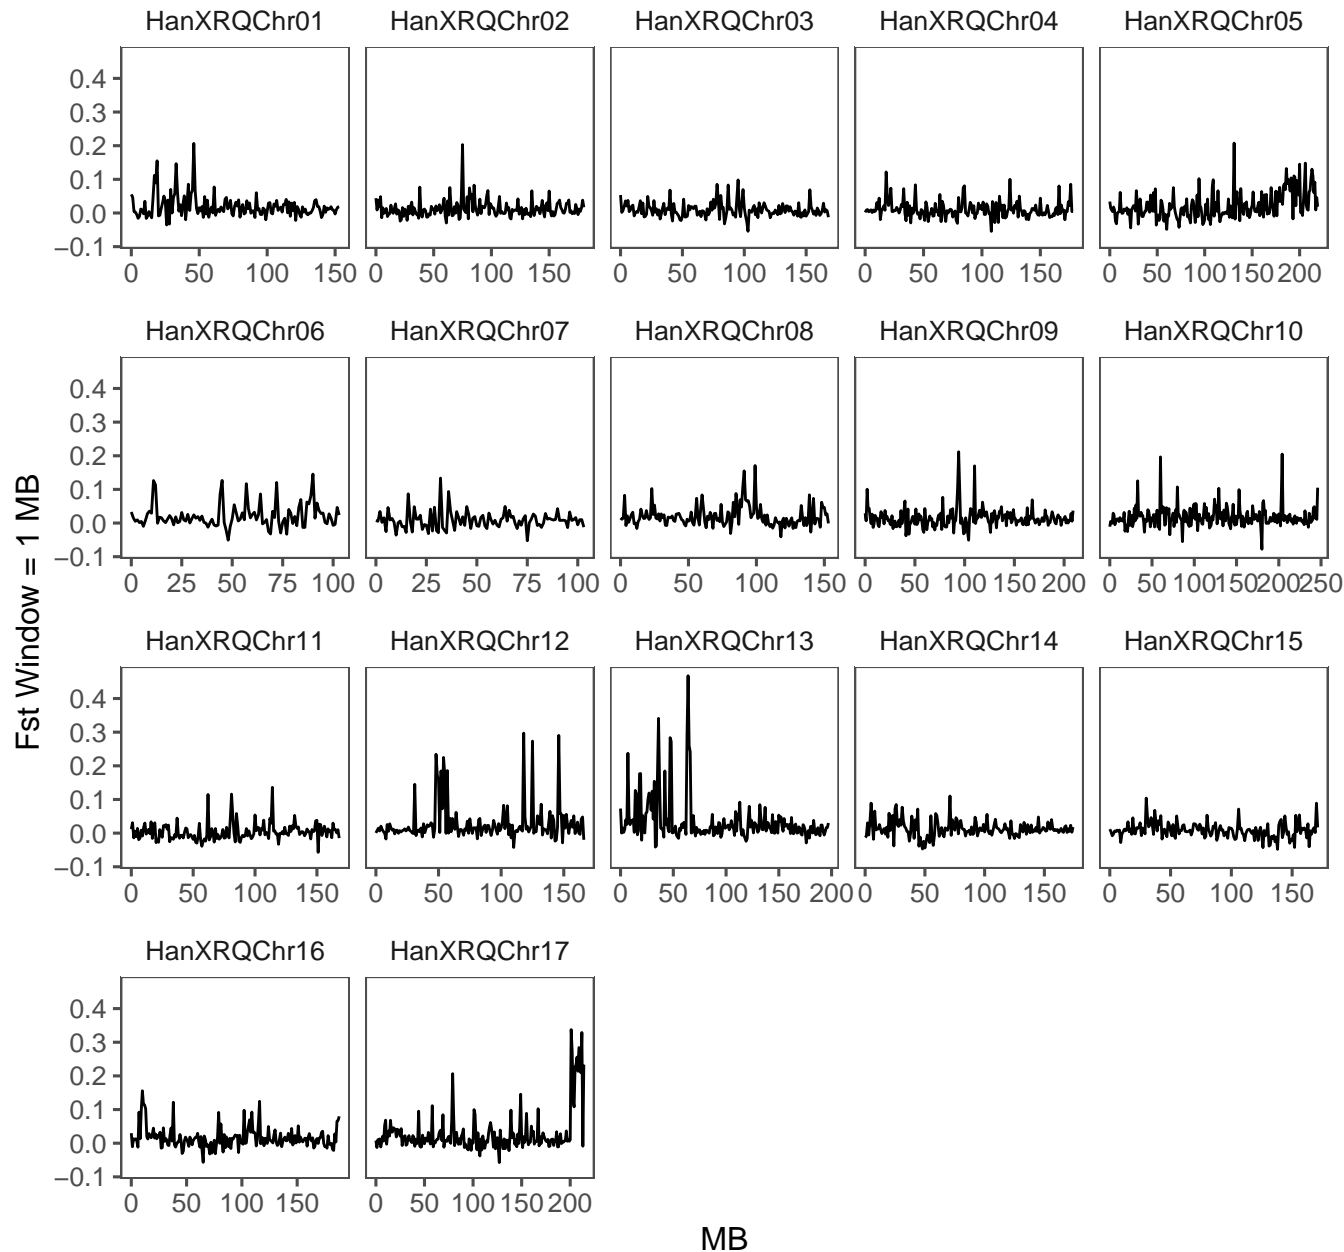 HanXRQChr01 HanXRQChr02 HanXRQChr03 HanXRQChr04 HanXRQChr05
0.4
0.3
0.2
0.1
0.0
−0.1
0 50 100 150 0 50 100 150 0 50 100 150 0 50 100 150 0 50 100 150 200
HanXRQChr06 HanXRQChr07 HanXRQChr08 HanXRQChr09 HanXRQChr10
0.4
0.3
0.2
0.1
0.0
−0.1
0 25 50 75 100 0 25 50 75 100 0 50 100 150 0 50 100 150 200 0 50 100 150 200 250
Fst Window = 1 MB
HanXRQChr11 HanXRQChr12 HanXRQChr13 HanXRQChr14 HanXRQChr15
0.4
0.3
0.2
0.1
0.0
−0.1
0 50 100 150 0 50 100 150 0 50 100 150 200 0 50 100 150 0 50 100 150
HanXRQChr16 HanXRQChr17
0.4
0.3
0.2
0.1
0.0
−0.1
0 50 100 150 0 50 100 150 200
MB